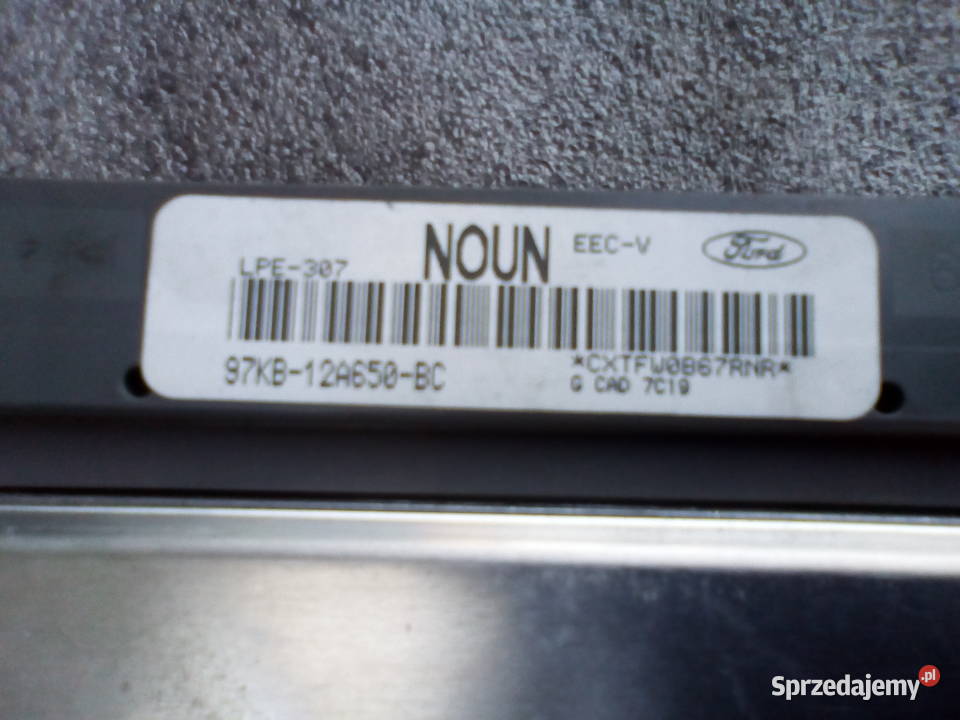 NOUN EEC-V Ford
LPE-307
97KB-12A650-BC *CXTFW0B67RNR*
G CAD 7C19
Sprzedajemy.pl